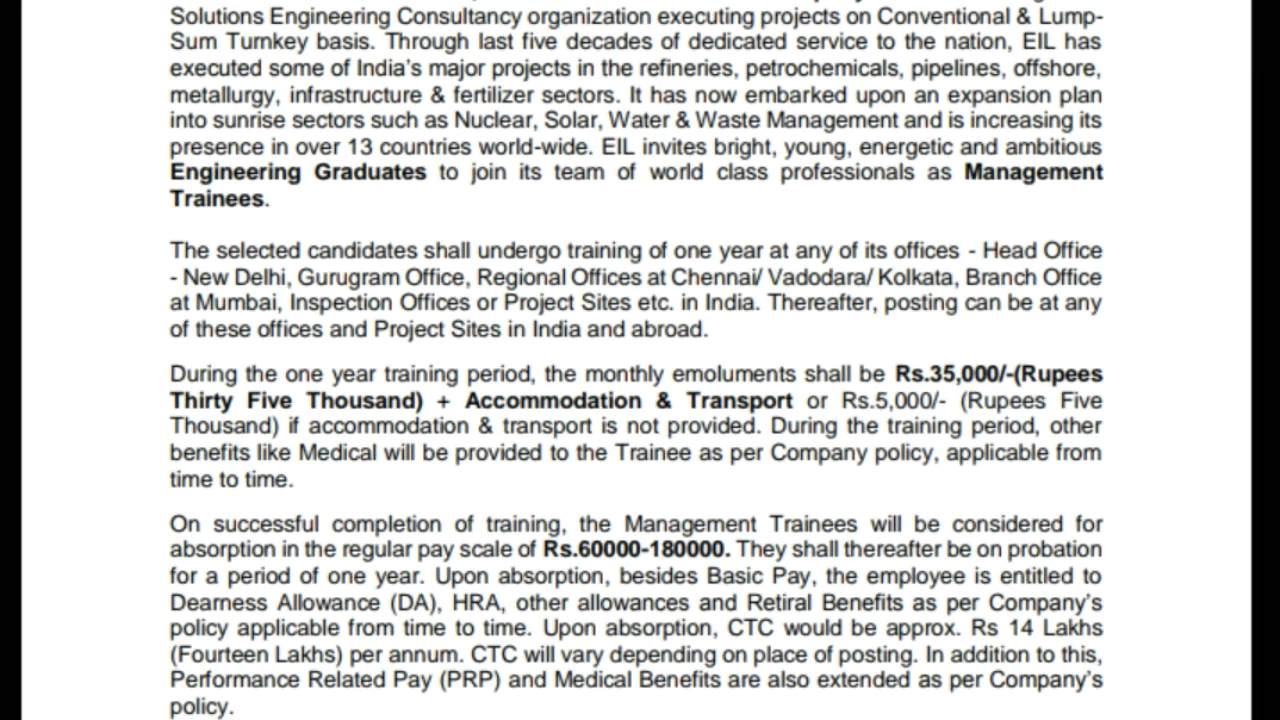 Solutions Engineering Consultancy organization executing projects on Conventional & Lump-
Sum Turnkey basis. Through last five decades of dedicated service to the nation, EIL has
executed some of India's major projects in the refineries, petrochemicals, pipelines, offshore,
metallurgy, infrastructure & fertilizer sectors. It has now embarked upon an expansion plan
into sunrise sectors such as Nuclear, Solar, Water & Waste Management and is increasing its
presence in over 13 countries world-wide. EIL invites bright, young, energetic and ambitious
Engineering Graduates to join its team of world class professionals as Management
Trainees.
The selected candidates shall undergo training of one year at any of its offices - Head Office
- New Delhi, Gurugram Office, Regional Offices at Chennai/ Vadodara/ Kolkata, Branch Office
at Mumbai, Inspection Offices or Project Sites etc. in India. Thereafter, posting can be at any
of these offices and Project Sites in India and abroad.
During the one year training period, the monthly emoluments shall be Rs.35,000/-(Rupees
Thirty Five Thousand) + Accommodation & Transport or Rs.5,000/- (Rupees Five
Thousand) if accommodation & transport is not provided. During the training period, other
benefits like Medical will be provided to the Trainee as per Company policy, applicable from
time to time.
On successful completion of training, the Management Trainees will be considered for
absorption in the regular pay scale of Rs.60000-180000. They shall thereafter be on probation
for a period of one year. Upon absorption, besides Basic Pay, the employee is entitled to
Dearness Allowance (DA), HRA, other allowances and Retiral Benefits as per Company's
policy applicable from time to time. Upon absorption, CTC would be approx. Rs 14 Lakhs
(Fourteen Lakhs) per annum. CTC will vary depending on place of posting. In addition to this,
Performance Related Pay (PRP) and Medical Benefits are also extended as per Company's
policy.